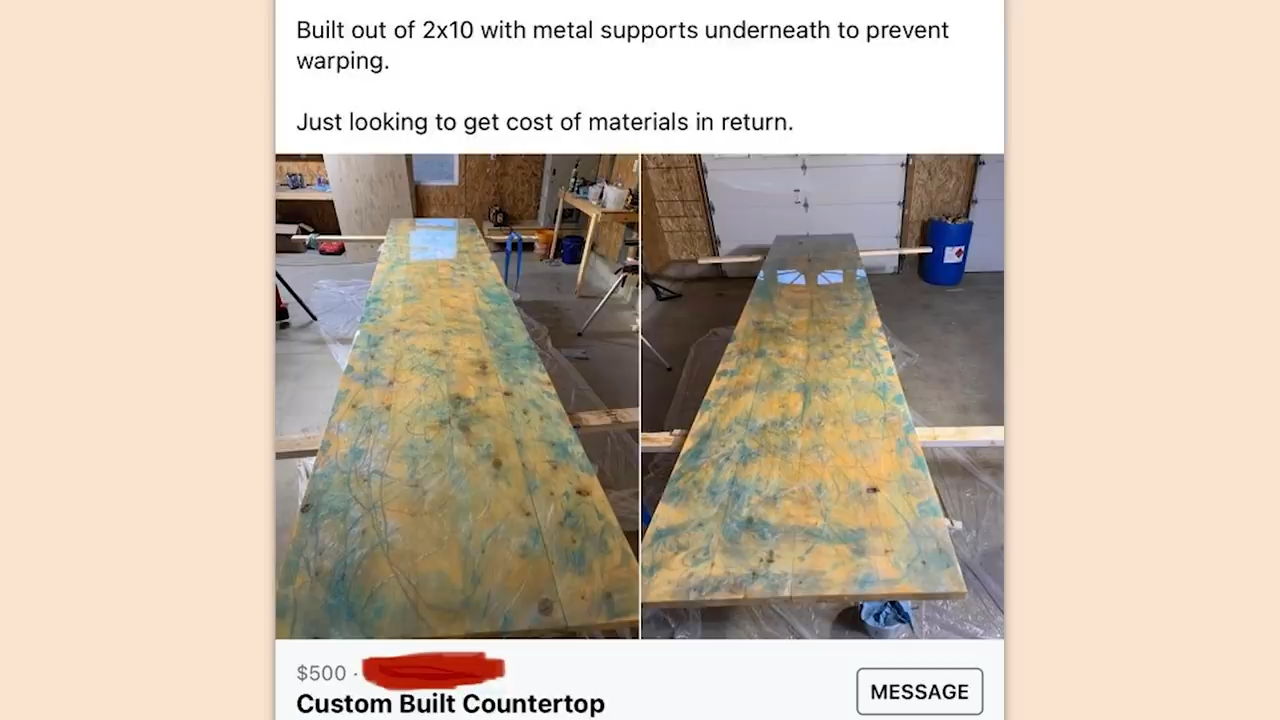 Built out of 2x10 with metal supports underneath to prevent
warping.
Just looking to get cost of materials in return.
$500 ·
Custom Built Countertop
MESSAGE